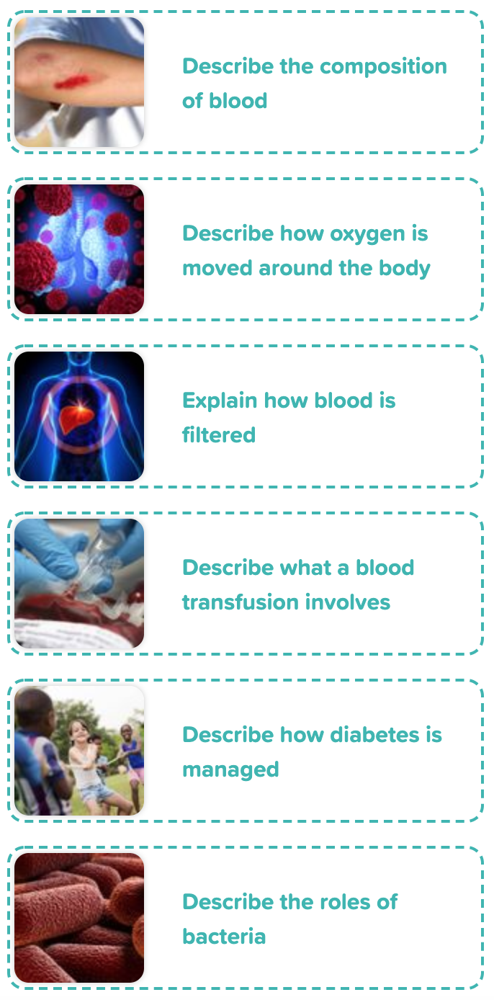 Describe the composition
of blood
Describe how oxygen is
moved around the body
Explain how blood is
filtered
Describe what a blood
transfusion involves
Describe how diabetes is
managed
Describe the roles of
bacteria